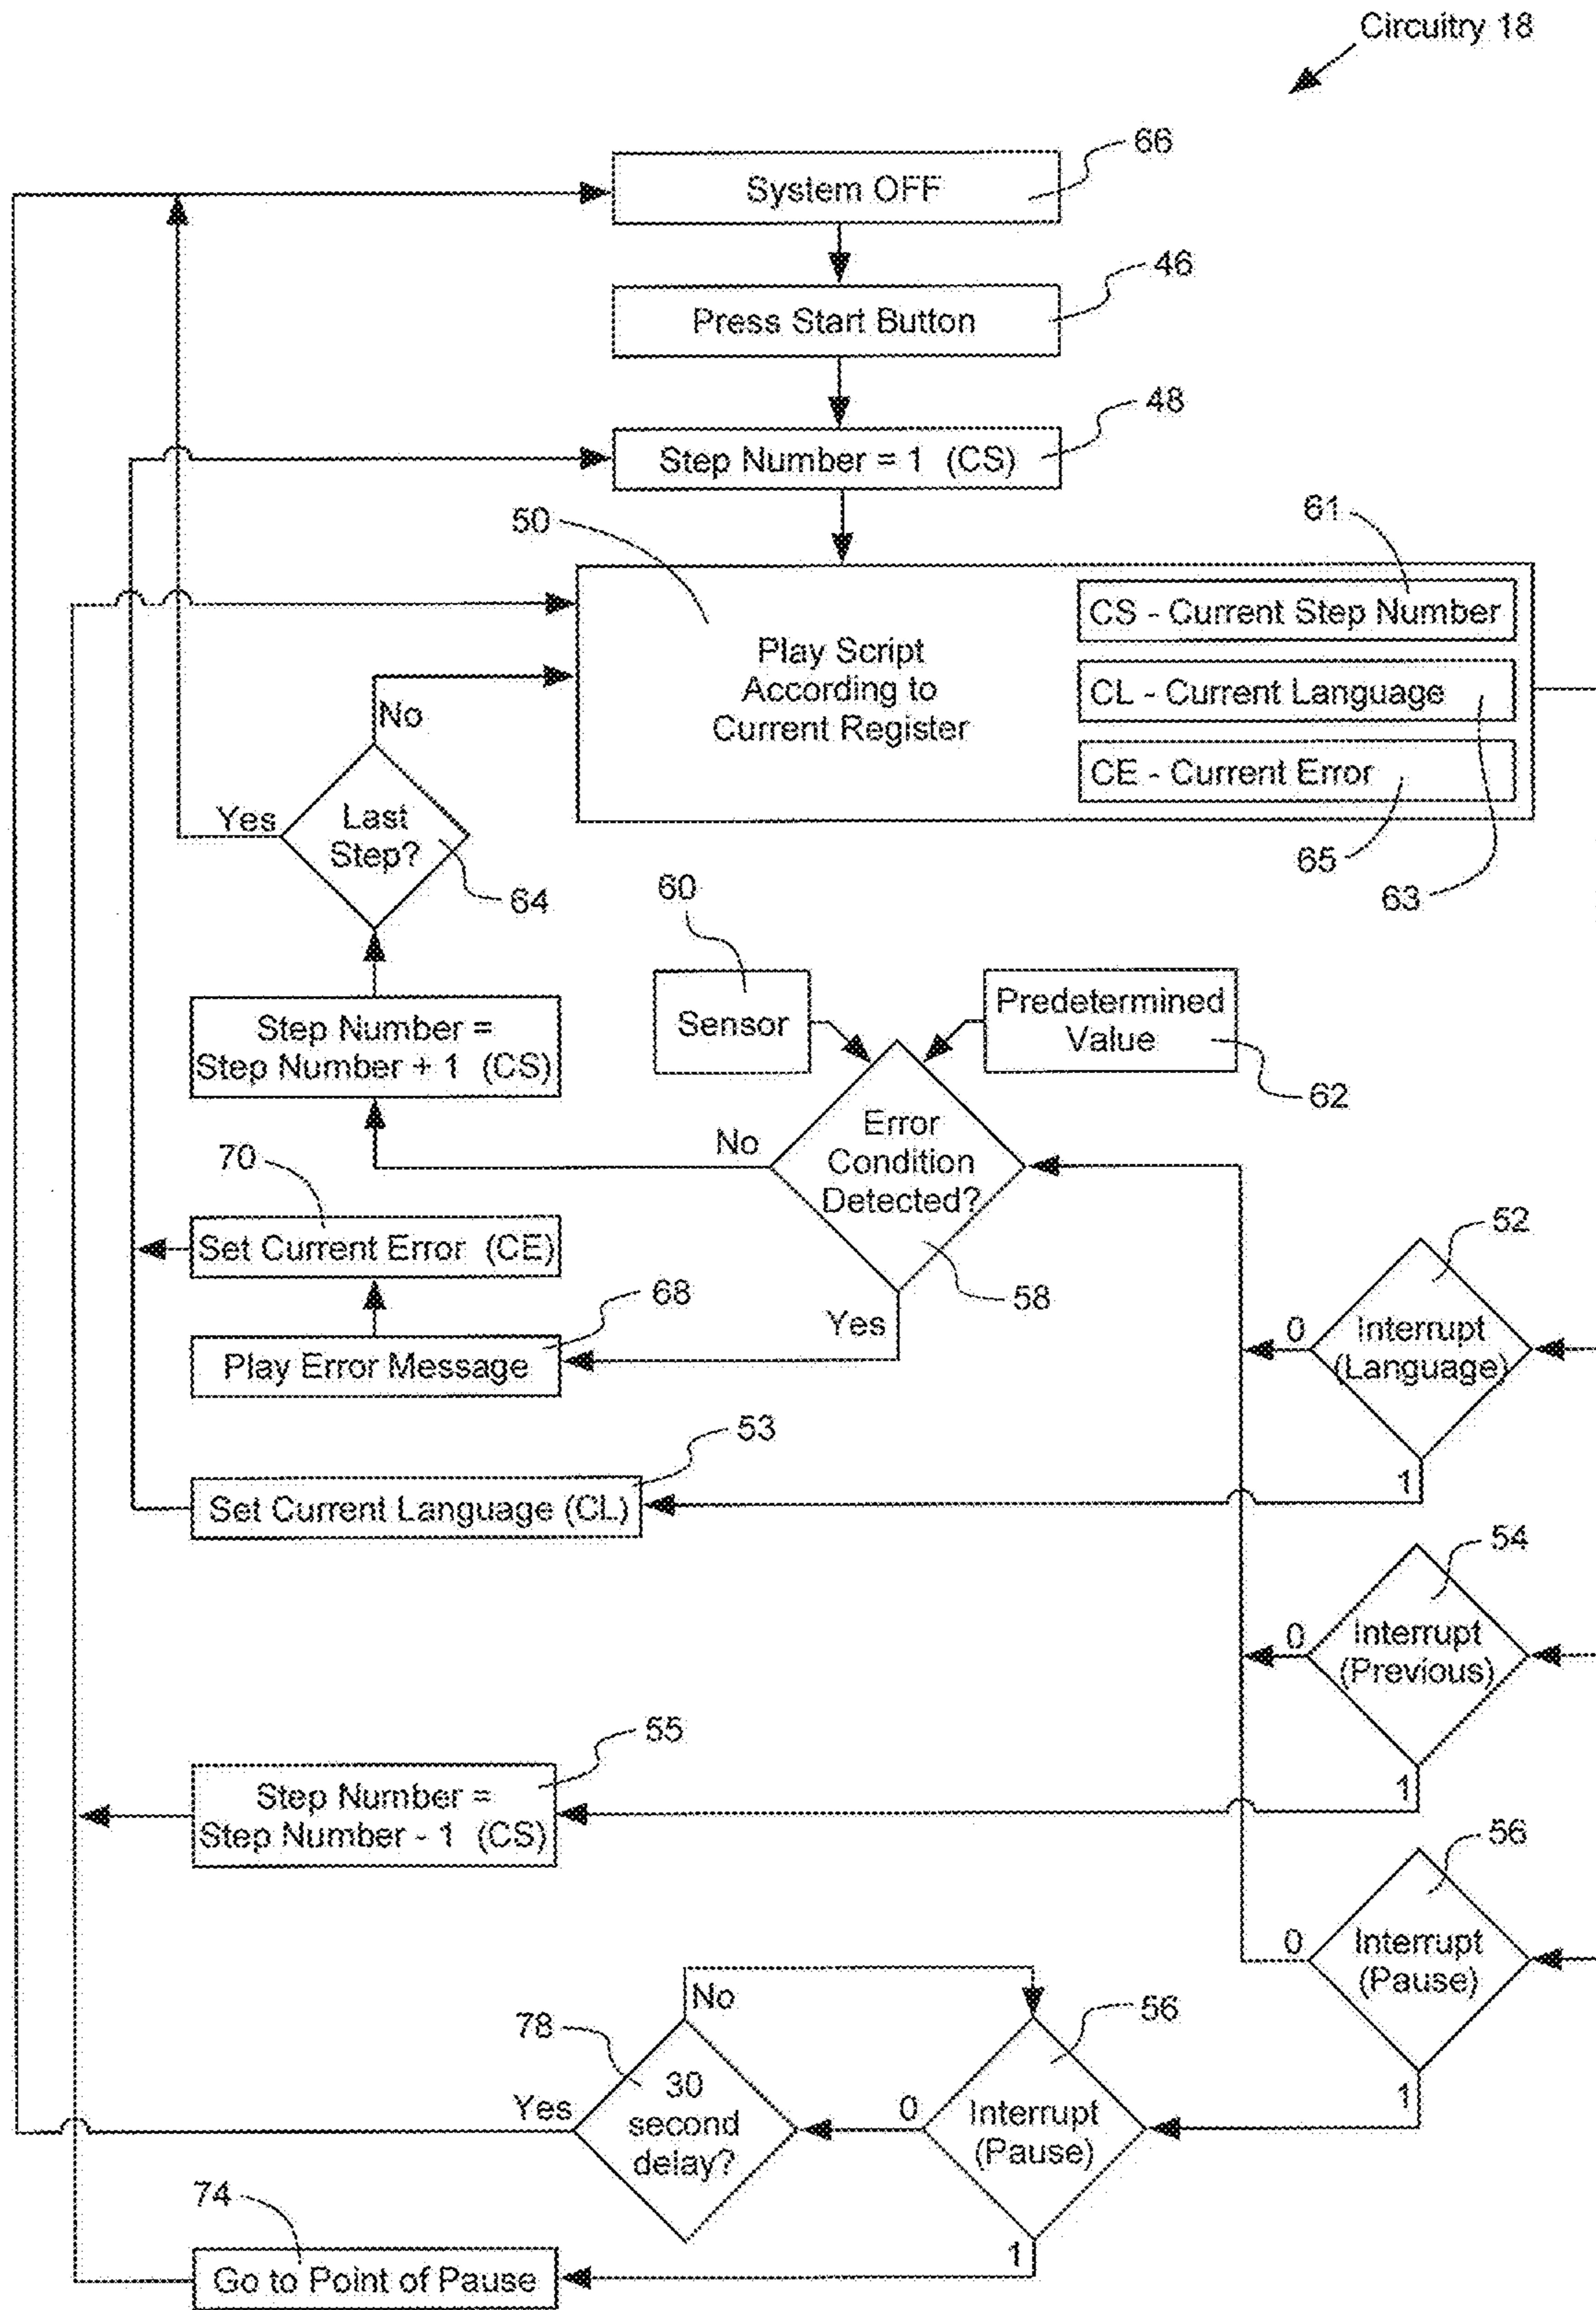 Circuitry 18
66
System OFF
46
Press Start Button
48
Step Number = 1 (CS)
50
61
CS - Current Step Number
Play Script
According to
Current Register
CL - Current Language
CE - Current Error
65
63
No
Yes
Last
Step?
64
60
Sensor
Predetermined
Value
62
Step Number =
Step Number + 1 (CS)
No
Error
Condition
Detected?
58
Yes
70
Set Current Error (CE)
68
Play Error Message
52
0
Interrupt
(Language)
1
53
Set Current Language (CL)
54
0
Interrupt
(Previous)
1
55
Step Number =
Step Number - 1 (CS)
56
0
Interrupt
(Pause)
1
No
78
30
second
delay?
Yes
56
0
Interrupt
(Pause)
1
74
Go to Point of Pause